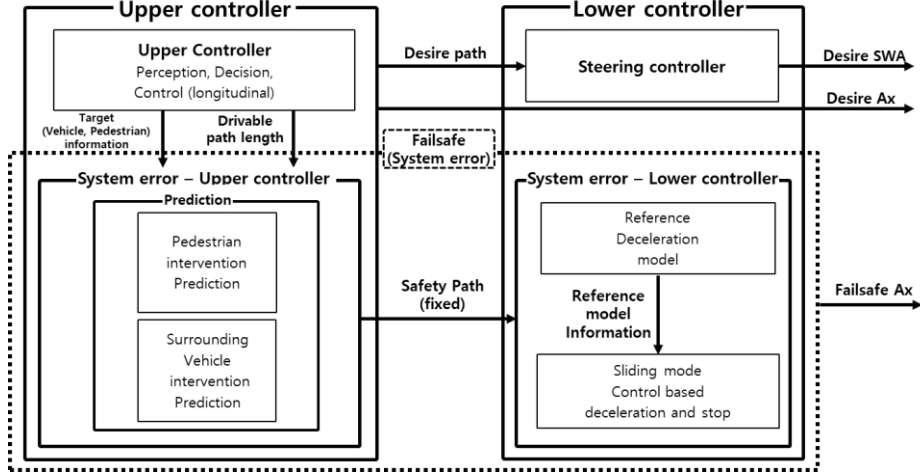 Upper controller
Lower controller
Upper Controller
Perception, Decision,
Control (longitudinal)
Desire path
Steering controller
Desire SWA
Desire Ax
Target
(Vehicle, Pedestrian)
information
Drivable
path length
Failsafe
(System error)
System error – Upper controller
Prediction
Pedestrian
intervention
Prediction
Surrounding
Vehicle
intervention
Prediction
Safety Path
(fixed)
System error – Lower controller
Reference
Deceleration
model
Reference
model
Information
Sliding mode
Control based
deceleration and stop
Failsafe Ax